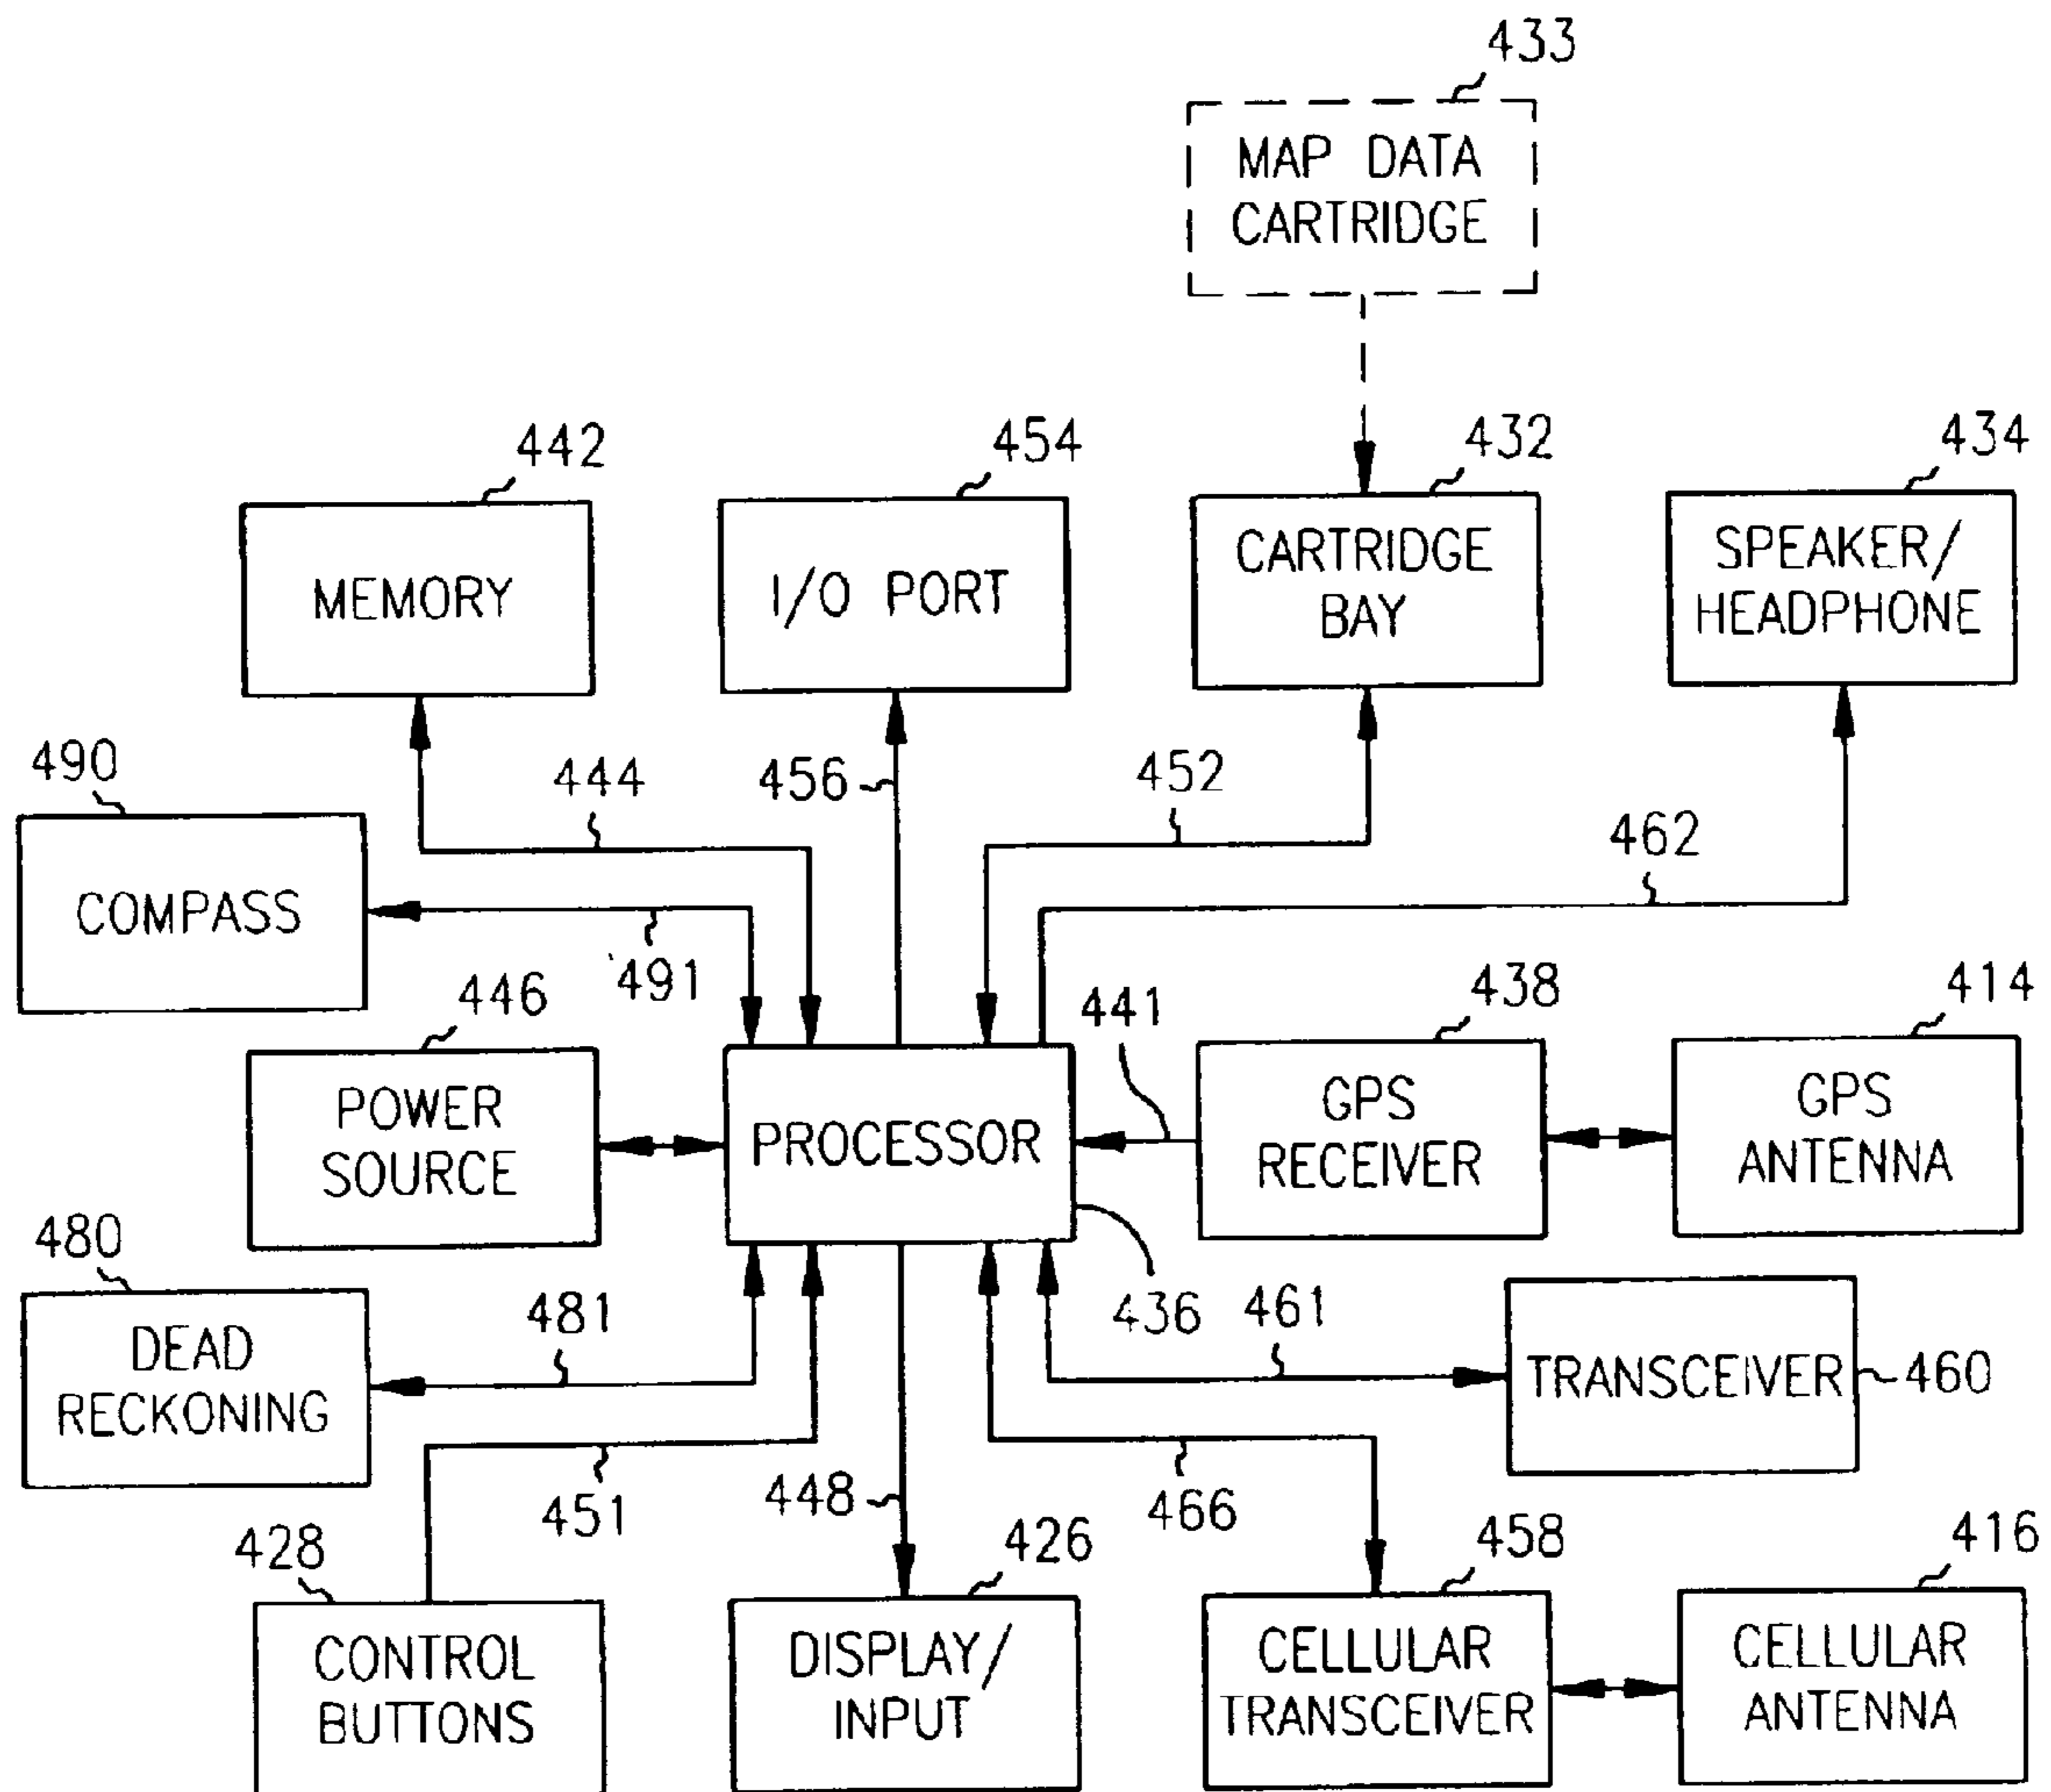 433
MAP DATA
CARTRIDGE
442
454
432
434
MEMORY
I/O PORT
CARTRIDGE
BAY
SPEAKER/
HEADPHONE
490
444
456
452
462
COMPASS
491
446
441
438
414
POWER
SOURCE
PROCESSOR
GPS
RECEIVER
GPS
ANTENNA
480
481
436
461
DEAD
RECKONING
TRANSCEIVER
460
451
448
466
428
426
458
416
CONTROL
BUTTONS
DISPLAY/
INPUT
CELLULAR
TRANSCEIVER
CELLULAR
ANTENNA